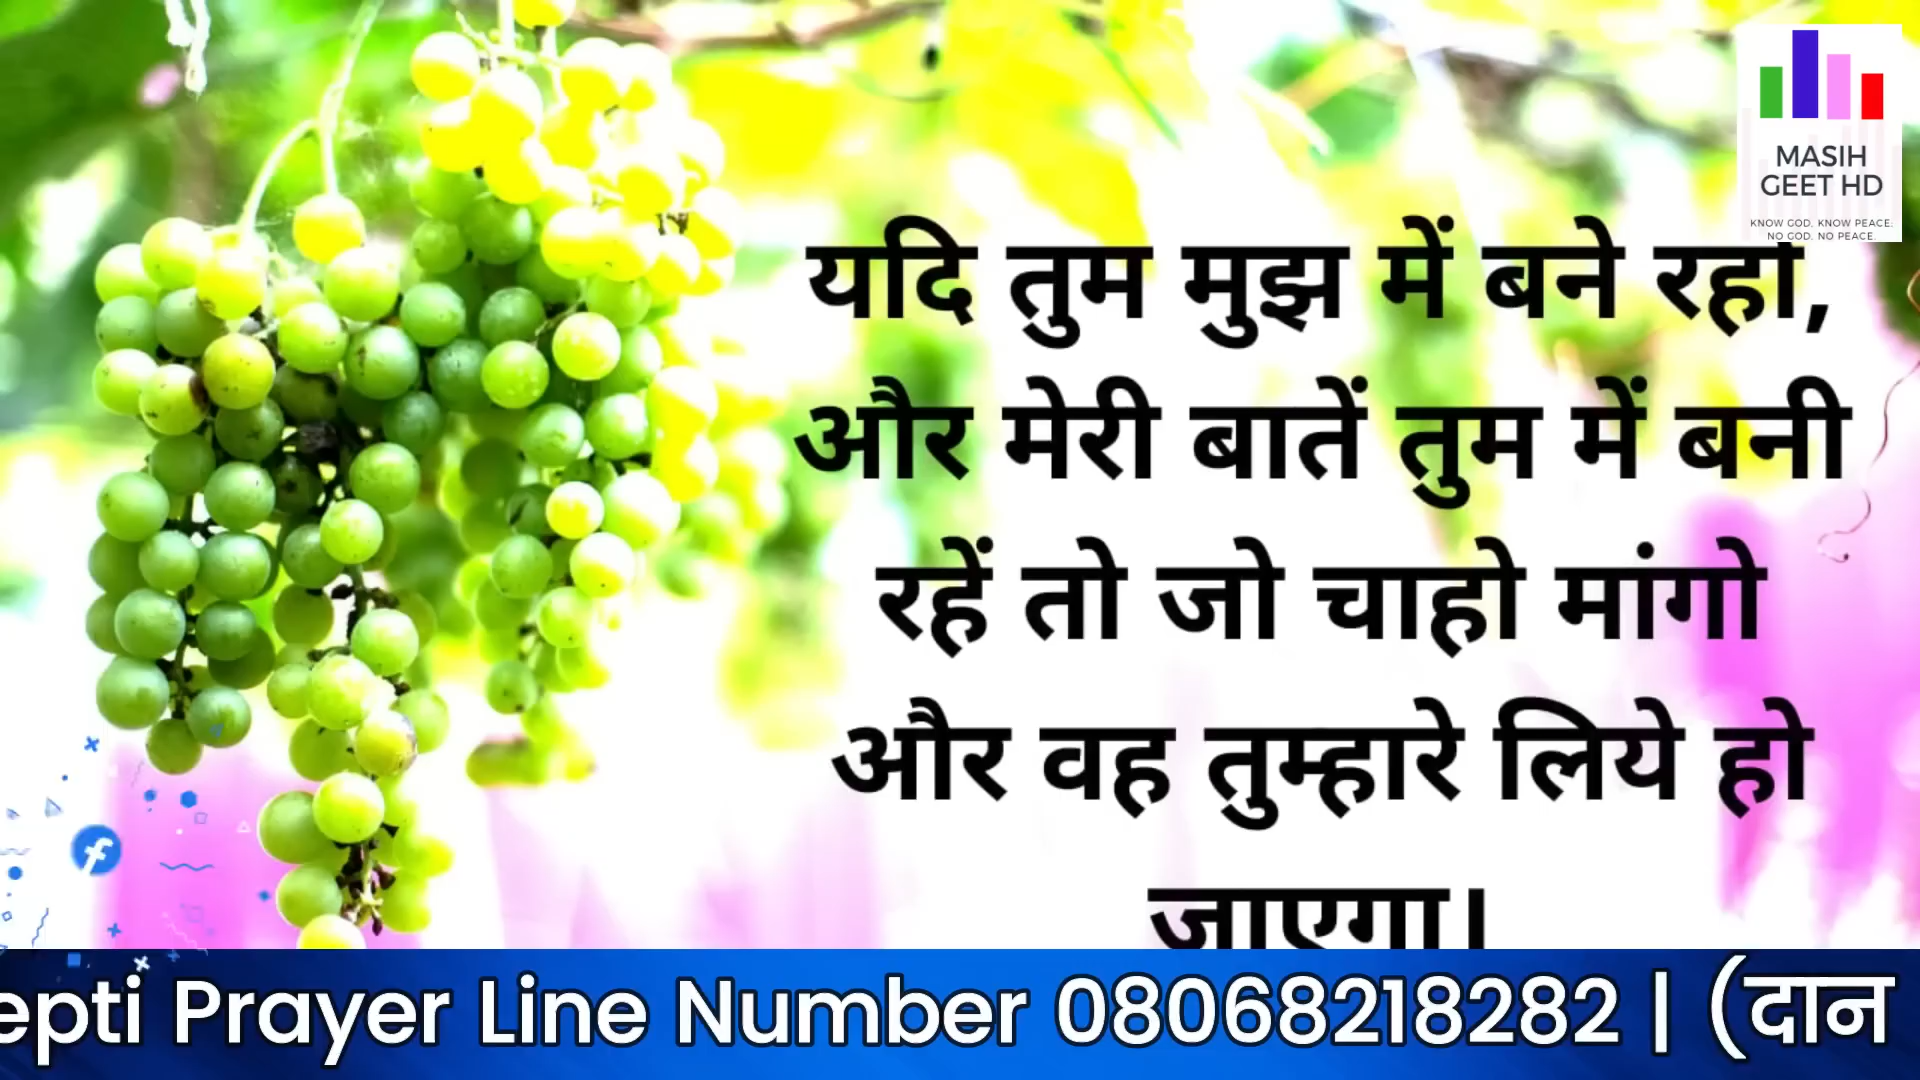 MASIH
GEET HD
KNOW GOD. KNOW PEACE.
NO GOD. NO PEACE.
यदि तुम मुझ में बने रहो,
और मेरी बातें तुम में बनी
रहें तो जो चाहो मांगो
और वह तुम्हारे लिये हो
जाएगा।
epti Prayer Line Number 08068218282 | (दान